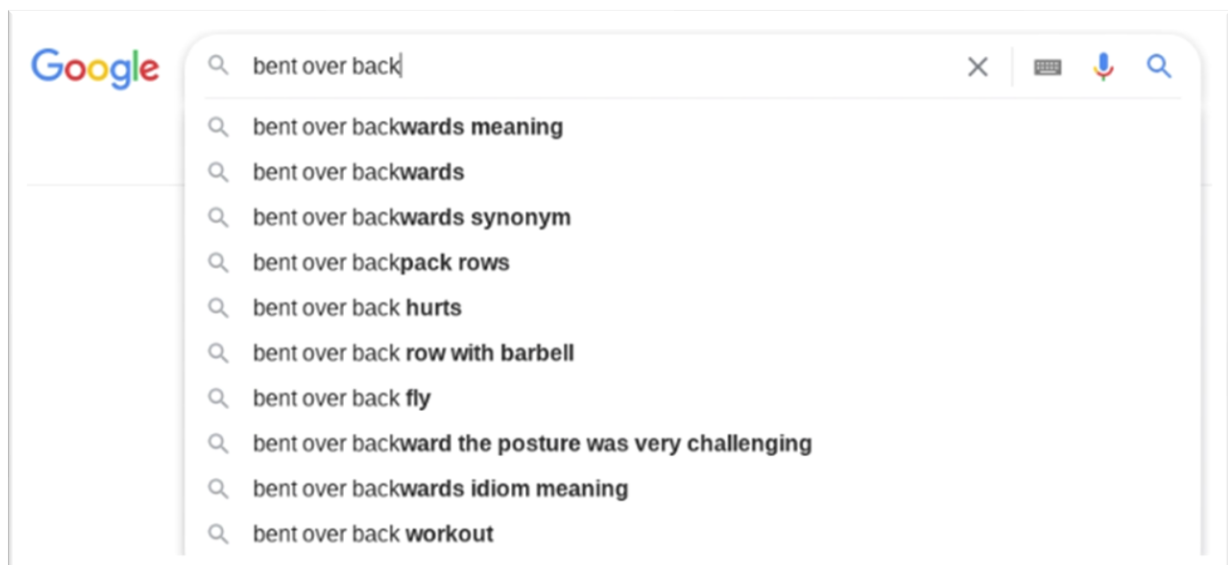 Google
bent over back
bent over backwards meaning
bent over backwards
bent over backwards synonym
bent over backpack rows
bent over back hurts
bent over back row with barbell
bent over back fly
bent over backward the posture was very challenging
bent over backwards idiom meaning
bent over back workout